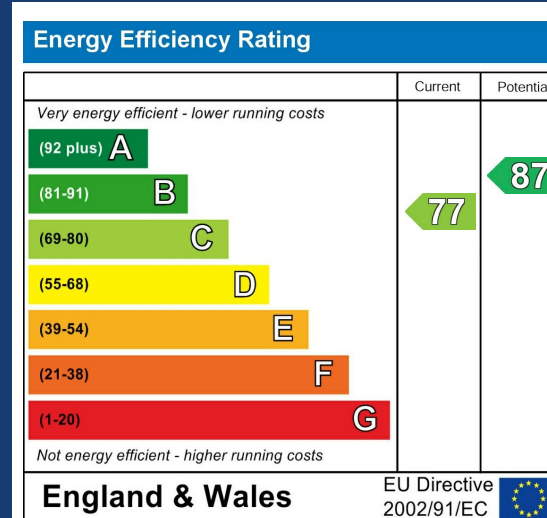 Energy Efficiency Rating
Current Potentia
Very energy efficient - lower running costs
(92 plus) A
(81-91) B
87
77
(69-80) C
(55-68) D
(39-54) E
(21-38) F
(1-20) G
Not energy efficient - higher running costs
England & Wales
EU Directive
2002/91/EC